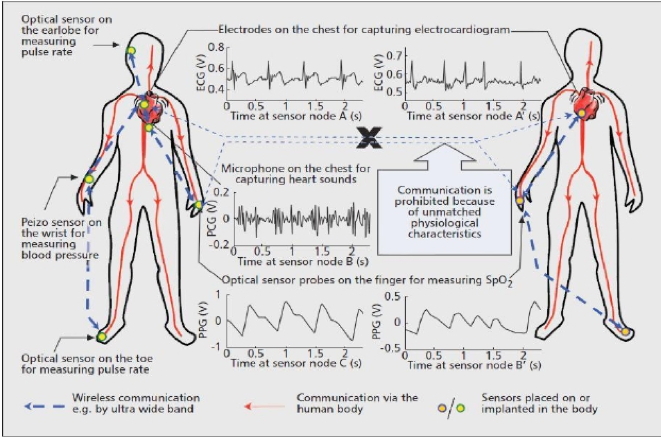 Optical sensor on
the earlobe for
measuring
pulse rate
Electrodes on the chest for capturing electrocardiogram
0.8
0.6
0.4
ECG (V)
0 0.5 1 1.5 2
Time at sensor node A (s)
0.7
0.6
0.5
ECG (V)
0 0.5 1 1.5 2
Time at sensor node A' (s)
Microphone on the chest for
capturing heart sounds
0.2
0
-0.2
PCG (V)
0 0.5 1 1.5 2
Time at sensor node B (s)
Communication is
prohibited because
of unmatched
physiological
characteristics
Peizo sensor on
the wrist for
measuring
blood pressure
Optical sensor probes on the finger for measuring SpO2
1
0
-1
PPG (V)
0 0.5 1 1.5 2
Time at sensor node C (s)
0.5
0
-0.5
PPG (V)
0 0.5 1 1.5 2
Time at sensor node B' (s)
Optical sensor on the toe
for measuring pulse rate
Wireless communication
e.g. by ultra wide band
Communication via the
human body
Sensors placed on or
implanted in the body